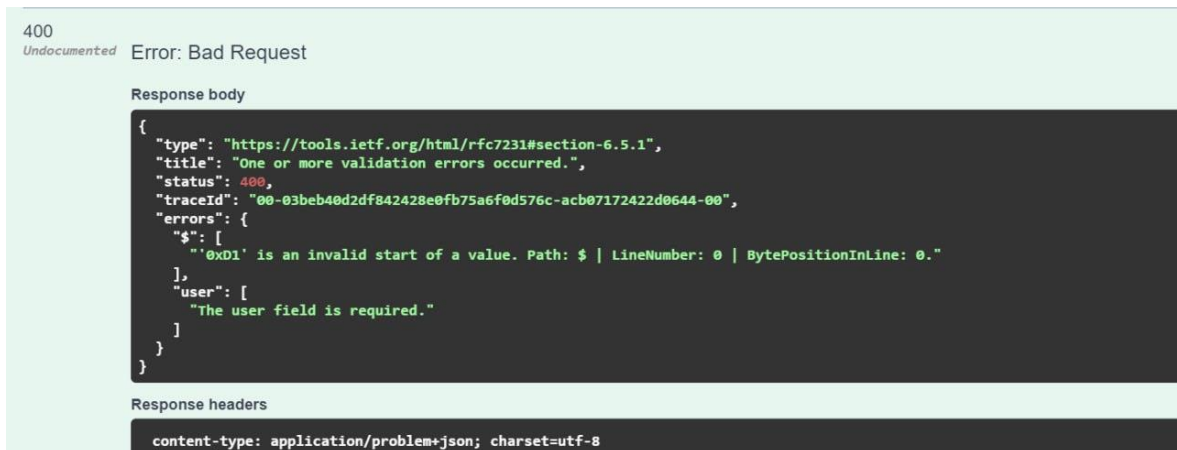 400
Undocumented
Error: Bad Request
Response body
{
"type": "https://tools.ietf.org/html/rfc7231#section-6.5.1",
"title": "One or more validation errors occurred.",
"status": 400,
"traceId": "00-03beb40d2df842428e0fb75a6f0d576c-acb07172422d0644-00",
"errors": {
"$": [
"'0xD1' is an invalid start of a value. Path: $ | LineNumber: 0 | BytePositionInLine: 0."
],
"user": [
"The user field is required."
]
}
}
Response headers
content-type: application/problem+json; charset=utf-8